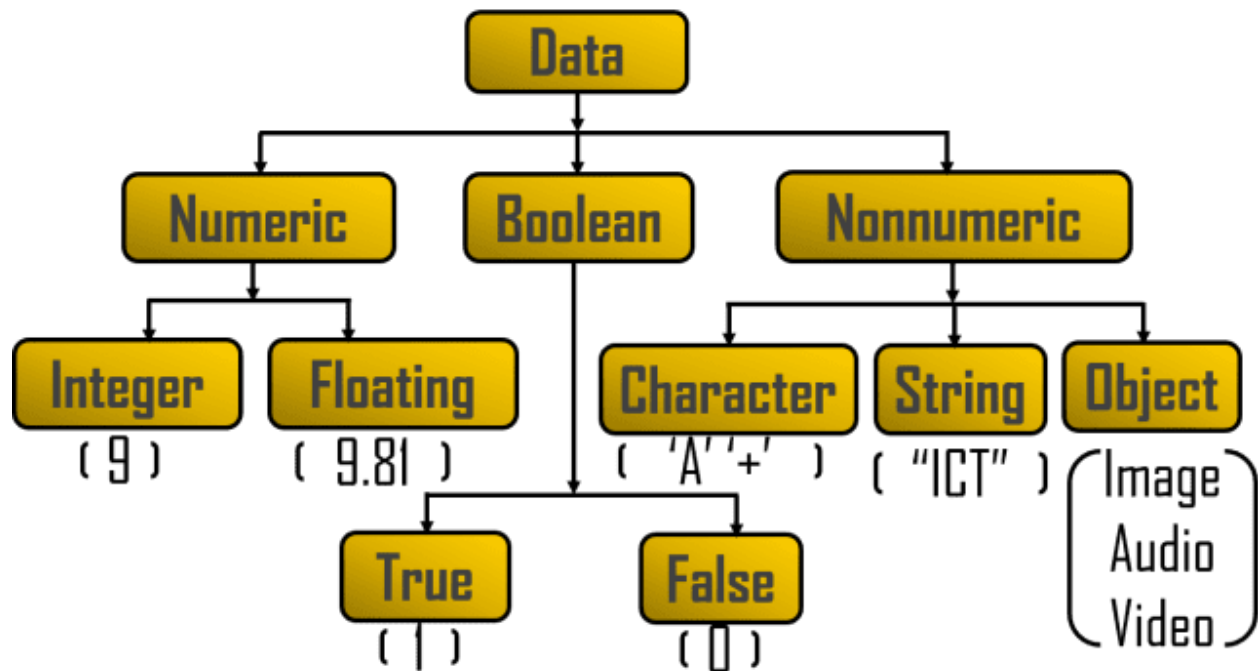 Data
Numeric
Boolean
Nonnumeric
Integer
Floating
Character
String
Object
( 9 )
( 9.81 )
( 'A' '+' )
( "ICT" )
( Image
Audio
Video )
True
False
( 1 )
( 0 )